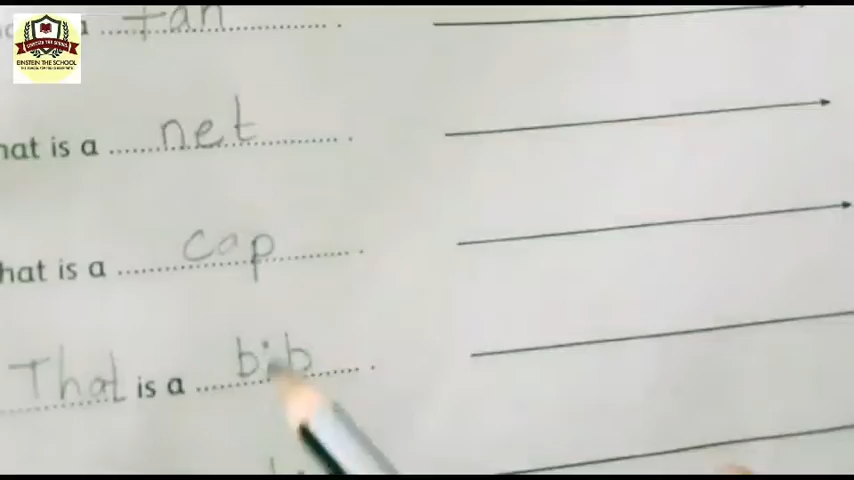 EINSTEIN THE SCHOOL
a .................... fan .
hat is a .......... net .......... .
hat is a .......... cap .......... .
That is a .......... bib .......... .